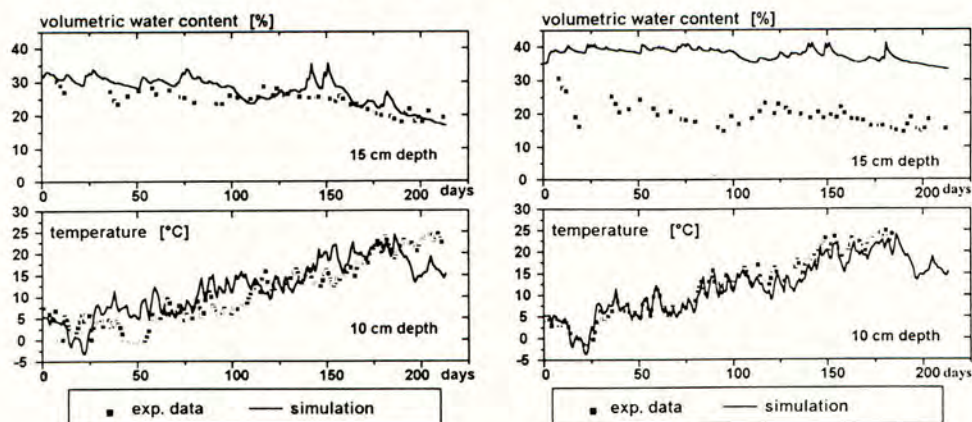 volumetric water content [%]
40
30
20
10
0
15 cm depth
0 50 100 150 200 days
30
25
20
15
10
5
0
-5
temperature [°C]
10 cm depth
0 50 100 150 200 days
exp. data simulation
volumetric water content [%]
40
30
20
10
0
15 cm depth
0 50 100 150 200 days
30
25
20
15
10
5
0
-5
temperature [°C]
10 cm depth
0 50 100 150 200 days
exp. data simulation